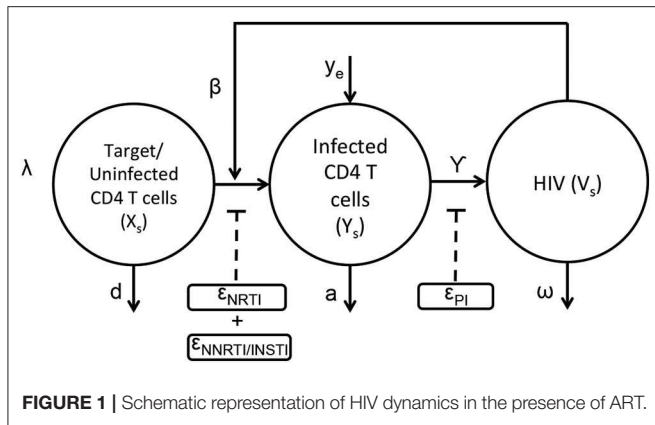 β
y_e
λ
Target/
Uninfected
CD4 T cells
(X_s)
Infected
CD4 T
cells
(Y_s)
ϒ
HIV (V_s)
d
ε_NRTI
+
ε_NNRTI/INSTI
a
ε_PI
ω
FIGURE 1 | Schematic representation of HIV dynamics in the presence of ART.